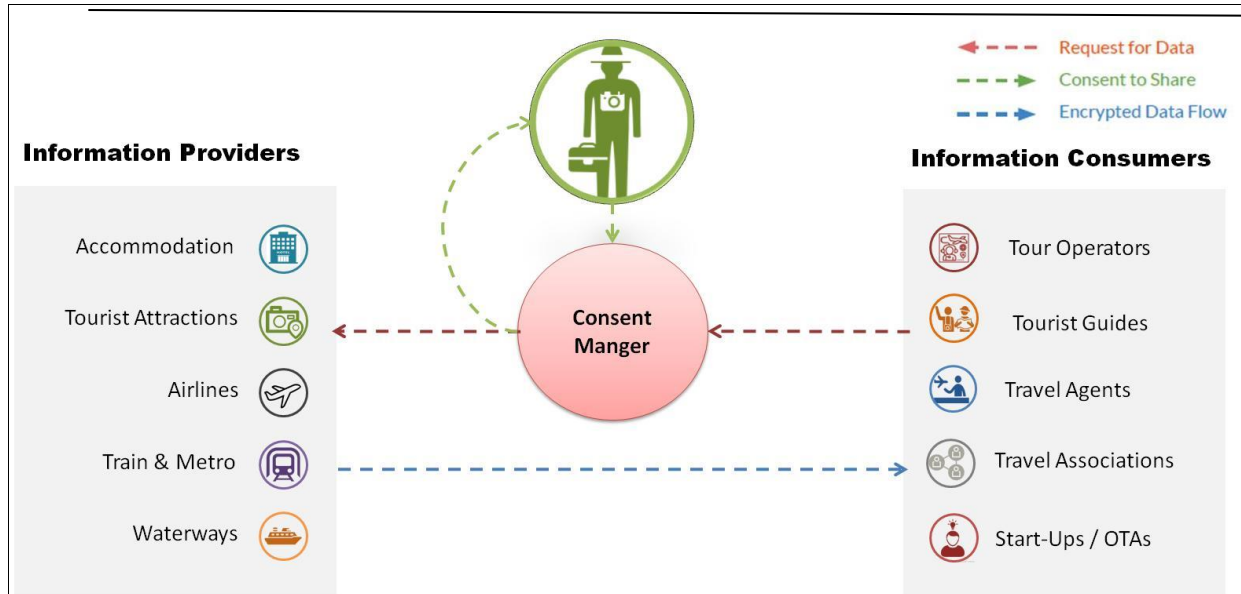 Request for Data
Consent to Share
Encrypted Data Flow
Information Providers
Information Consumers
Accommodation
Tourist Attractions
Airlines
Train & Metro
Waterways
Consent
Manger
Tour Operators
Tourist Guides
Travel Agents
Travel Associations
Start-Ups / OTAs